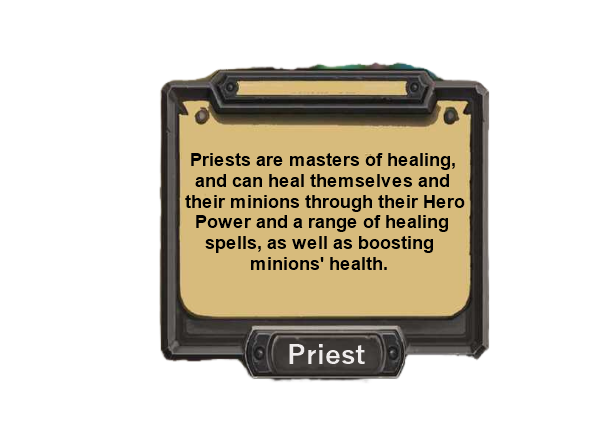 Priests are masters of healing,
and can heal themselves and
their minions through their Hero
Power and a range of healing
spells, as well as boosting
minions' health.
Priest